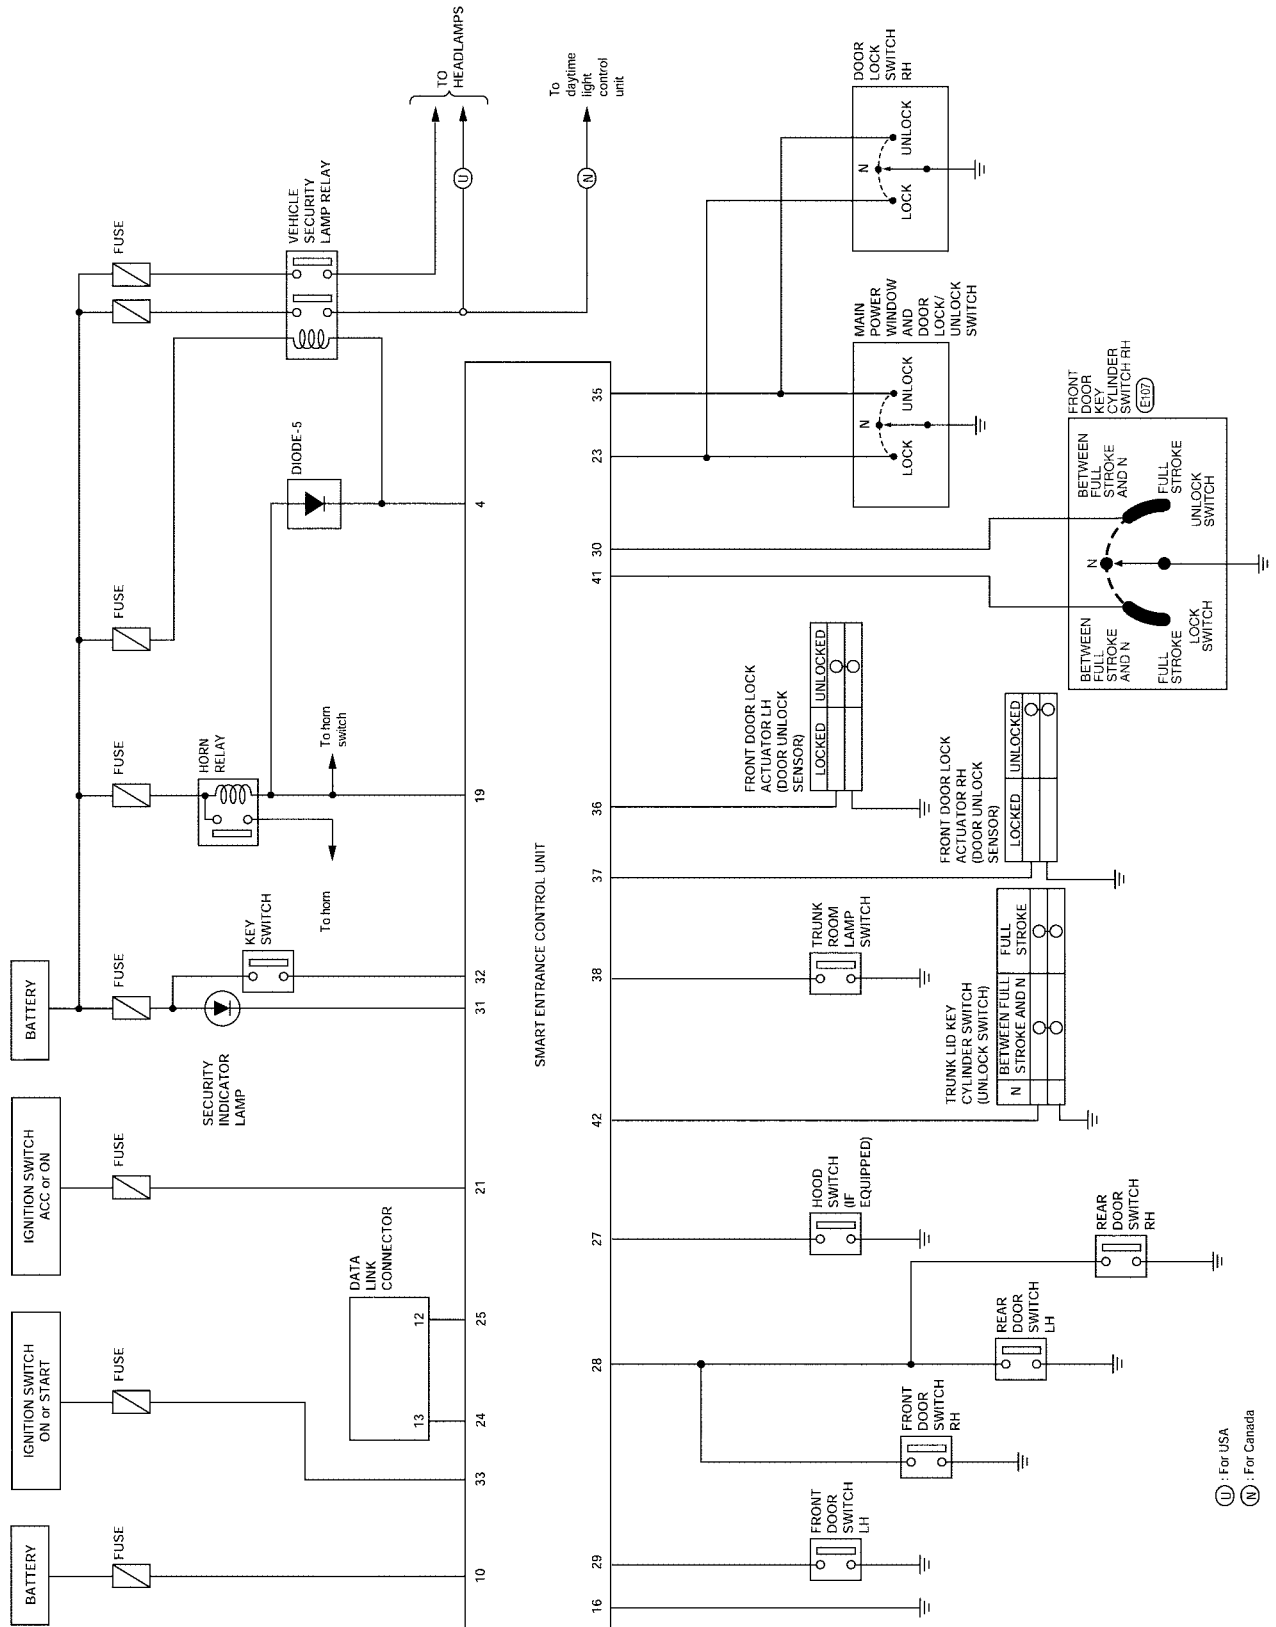 BATTERY
IGNITION SWITCH
ON or START
IGNITION SWITCH
ACC or ON
BATTERY
FUSE
FUSE
FUSE
FUSE
FUSE
FUSE
FUSE
SECURITY
INDICATOR
LAMP
KEY
SWITCH
HORN
RELAY
To horn
To horn
switch
DIODE-5
VEHICLE
SECURITY
LAMP RELAY
TO
HEADLAMPS
U
N
To
daytime
light
control
unit
DATA
LINK
CONNECTOR
13
12
10
33
24
25
21
31
32
19
4
SMART ENTRANCE CONTROL UNIT
16
29
28
27
42
38
37
36
41
30
23
35
FRONT
DOOR
SWITCH
LH
FRONT
DOOR
SWITCH
RH
REAR
DOOR
SWITCH
LH
REAR
DOOR
SWITCH
RH
HOOD
SWITCH
(IF
EQUIPPED)
TRUNK LID KEY
CYLINDER SWITCH
(UNLOCK SWITCH)
N
BETWEEN FULL
STROKE AND N
FULL
STROKE
TRUNK
ROOM
LAMP
SWITCH
FRONT DOOR LOCK
ACTUATOR RH
(DOOR UNLOCK
SENSOR)
LOCKED
UNLOCKED
FRONT DOOR LOCK
ACTUATOR LH
(DOOR UNLOCK
SENSOR)
LOCKED
UNLOCKED
FRONT
DOOR
KEY
CYLINDER
SWITCH RH
E107
BETWEEN
FULL
STROKE
AND N
FULL
STROKE
LOCK
SWITCH
N
BETWEEN
FULL
STROKE
AND N
FULL
STROKE
UNLOCK
SWITCH
MAIN
POWER
WINDOW
AND
DOOR
LOCK/
UNLOCK
SWITCH
LOCK
N
UNLOCK
DOOR
LOCK
SWITCH
RH
LOCK
N
UNLOCK
U : For USA
N : For Canada